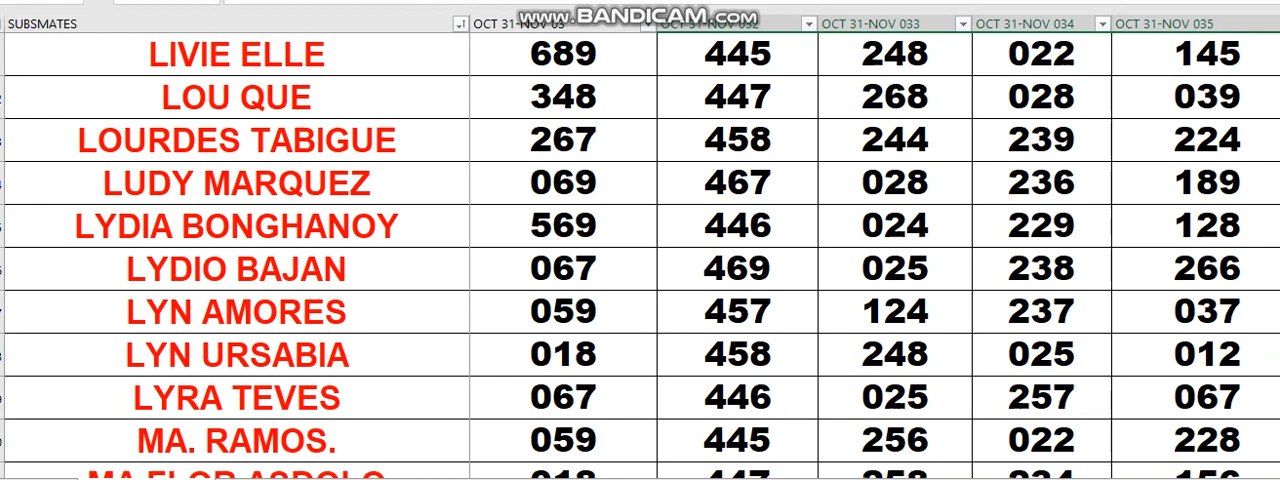 www.BANDICAM.com
SUBSMATES OCT 31-NOV 03 OCT 31-NOV 032 OCT 31-NOV 033 OCT 31-NOV 034 OCT 31-NOV 035
LIVIE ELLE 689 445 248 022 145
LOU QUE 348 447 268 028 039
LOURDES TABIGUE 267 458 244 239 224
LUDY MARQUEZ 069 467 028 236 189
LYDIA BONGHANOY 569 446 024 229 128
LYDIO BAJAN 067 469 025 238 266
LYN AMORES 059 457 124 237 037
LYN URSABIA 018 458 248 025 012
LYRA TEVES 067 446 025 257 067
MA. RAMOS. 059 445 256 022 228